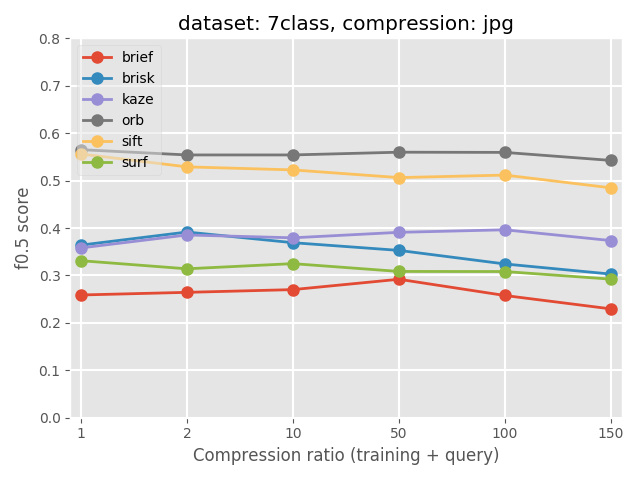 dataset: 7class, compression: jpg
0.8
0.7
0.6
0.5
0.4
0.3
0.2
0.1
0.0
f0.5 score
brief
brisk
kaze
orb
sift
surf
1 2 10 50 100 150
Compression ratio (training + query)